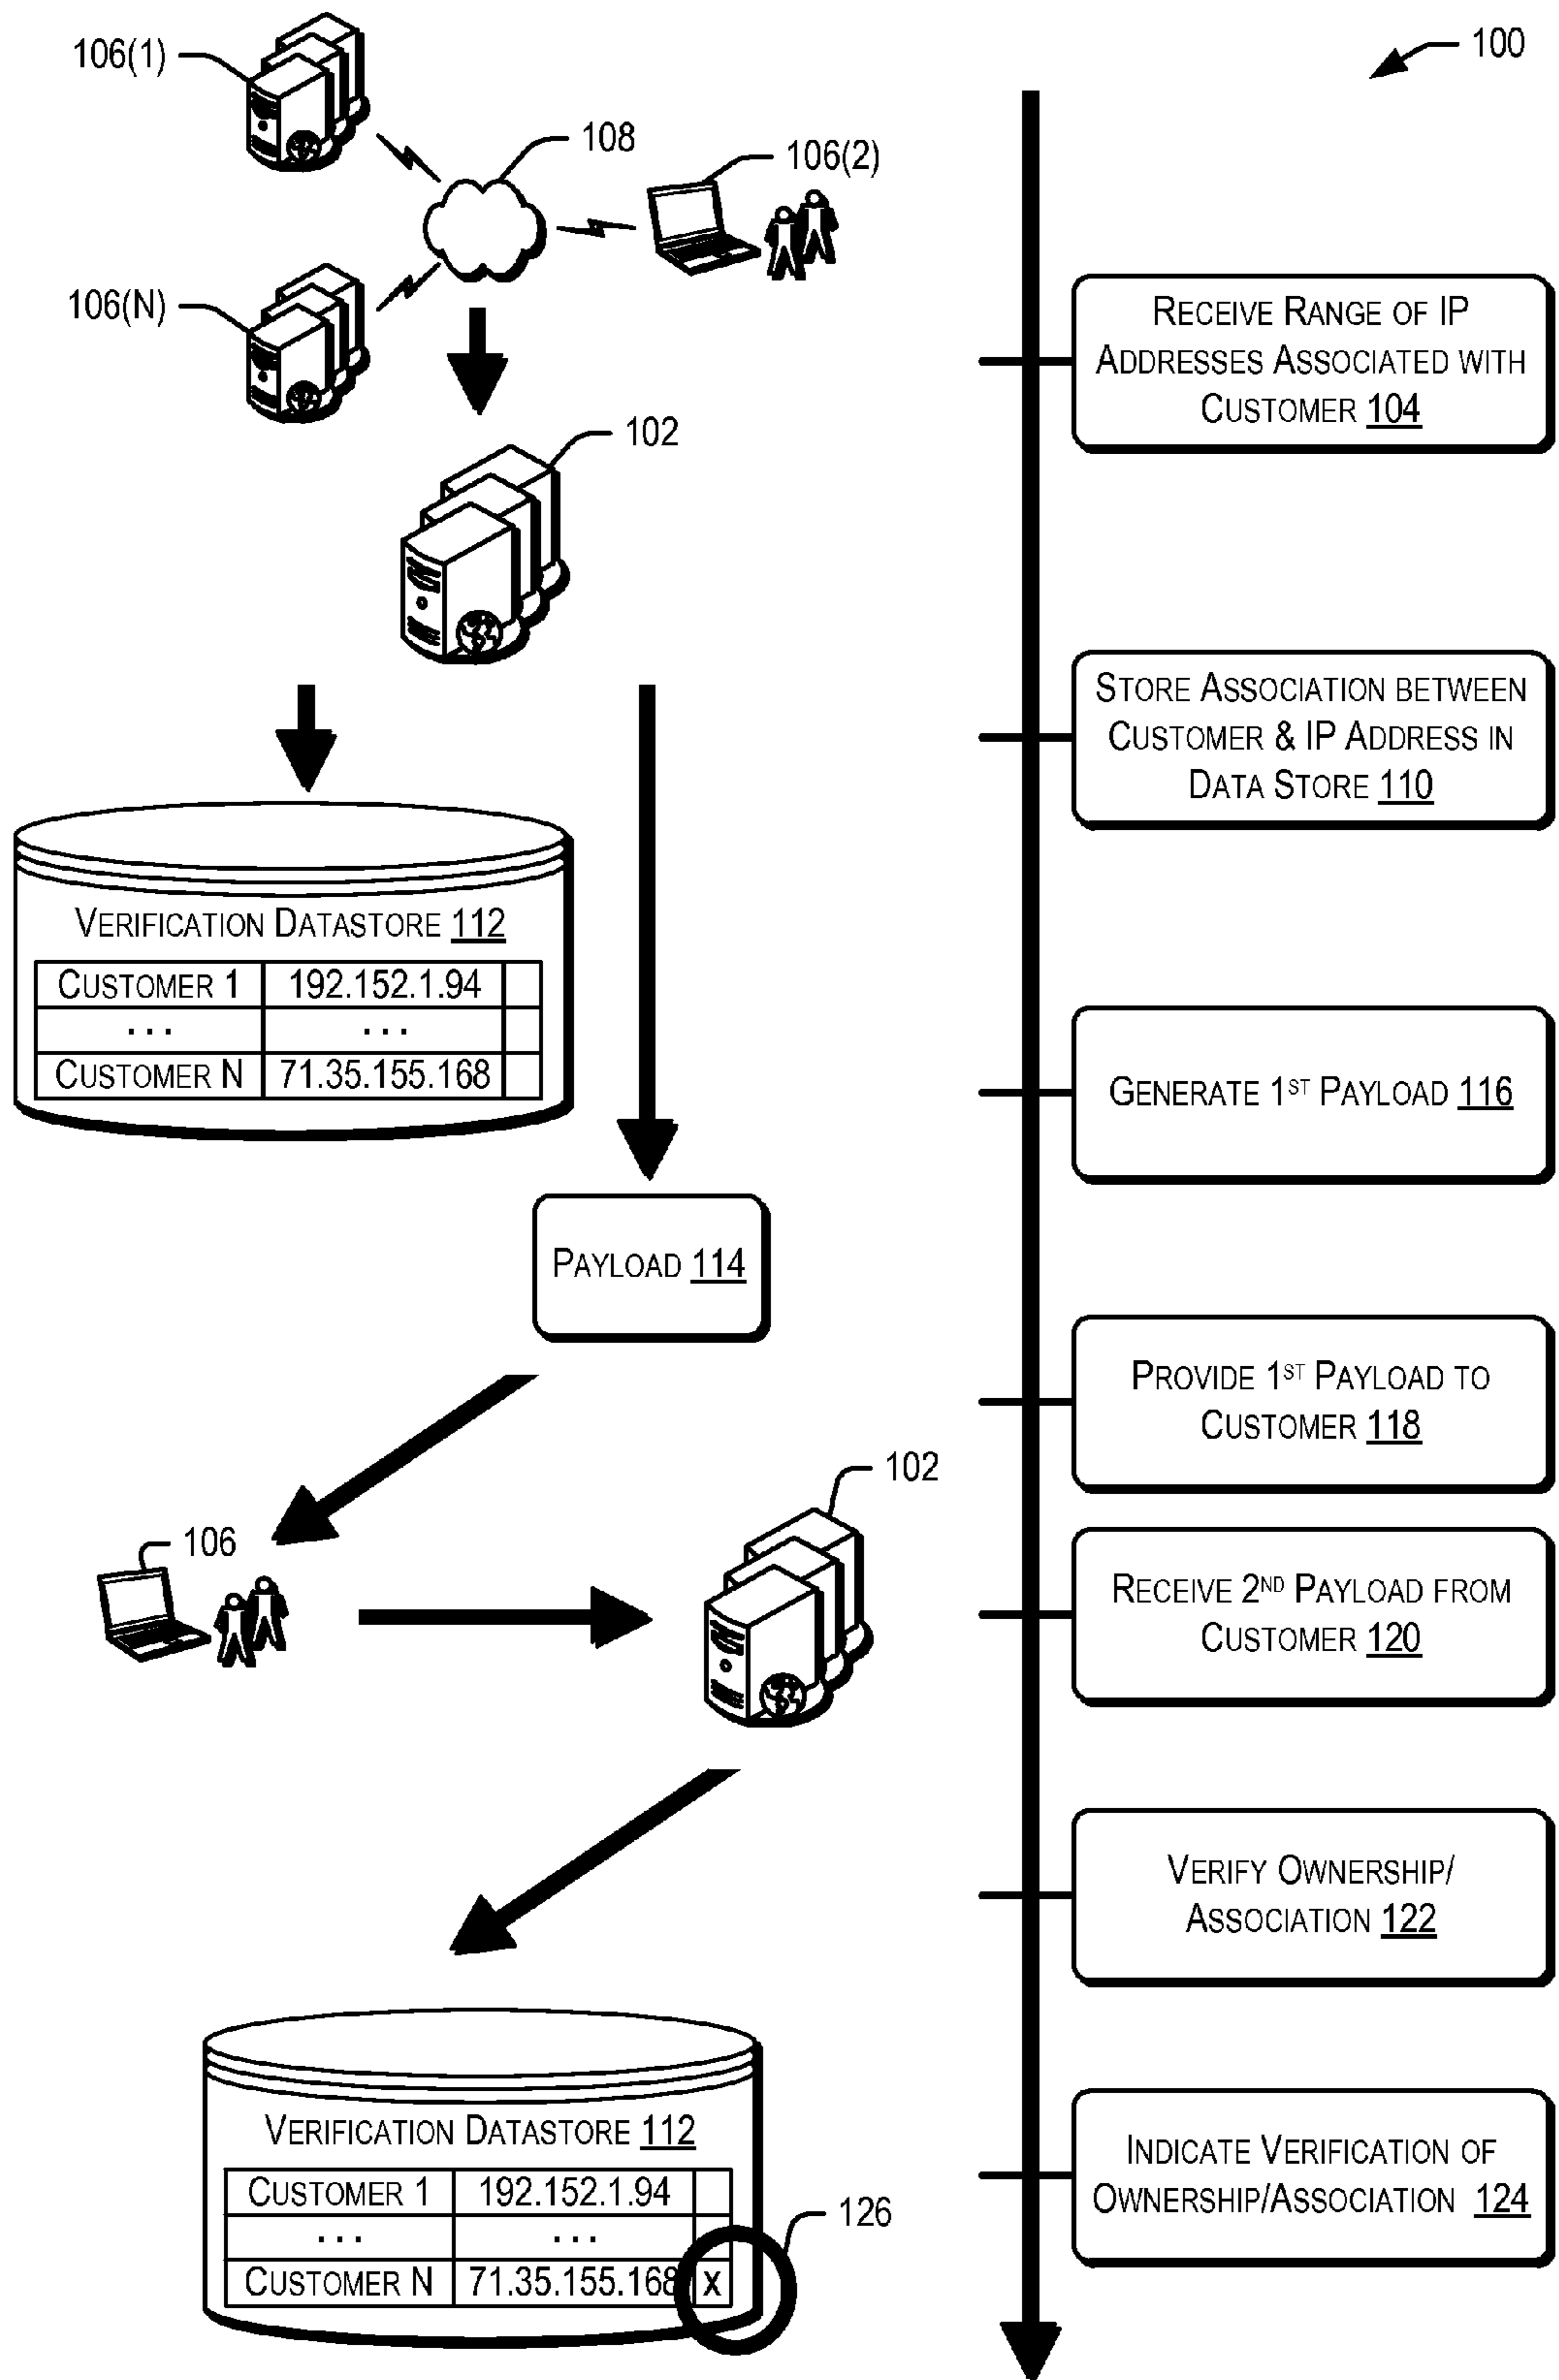 106(1)
100
108
106(2)
106(N)
RECEIVE RANGE OF IP
ADDRESSES ASSOCIATED WITH
CUSTOMER 104
102
STORE ASSOCIATION BETWEEN
CUSTOMER & IP ADDRESS IN
DATA STORE 110
VERIFICATION DATASTORE 112
CUSTOMER 1 192.152.1.94
... ...
CUSTOMER N 71.35.155.168
GENERATE 1ST PAYLOAD 116
PAYLOAD 114
PROVIDE 1ST PAYLOAD TO
CUSTOMER 118
102
106
RECEIVE 2ND PAYLOAD FROM
CUSTOMER 120
VERIFY OWNERSHIP/
ASSOCIATION 122
VERIFICATION DATASTORE 112
CUSTOMER 1 192.152.1.94
... ...
CUSTOMER N 71.35.155.168 X
126
INDICATE VERIFICATION OF
OWNERSHIP/ASSOCIATION 124